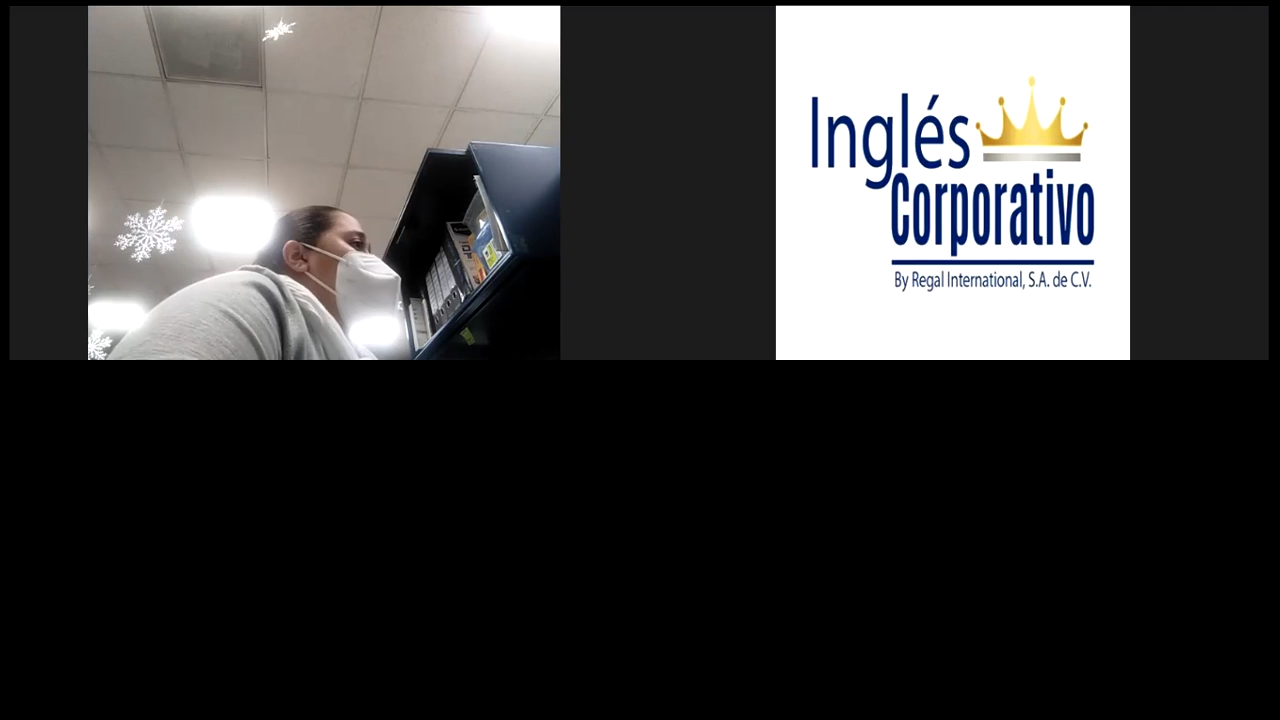 Inglés
Corporativo
By Regal International, S.A. de C.V.